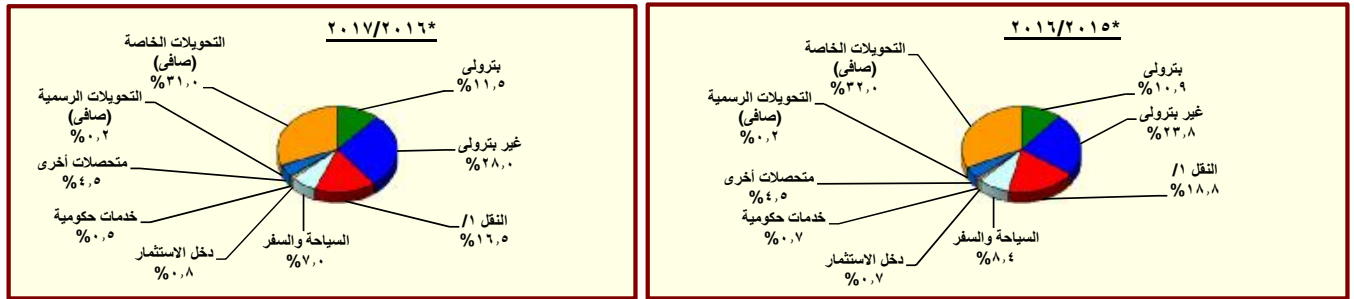 ٢٠١٦/٢٠١٥*
بترولى
%١٠,٩
غير بترولى
%٢٣,٨
النقل ١/
%١٨,٨
السياحة والسفر
%٨,٤
دخل الاستثمار
%٠,٧
خدمات حكومية
%٠,٧
متحصلات أخرى
%٤,٥
التحويلات الرسمية
(صافى)
%٠,٢
التحويلات الخاصة
(صافى)
%٣٢,٠
٢٠١٧/٢٠١٦*
بترولى
%١١,٥
غير بترولى
%٢٨,٠
النقل ١/
%١٦,٥
السياحة والسفر
%٧,٠
دخل الاستثمار
%٠,٨
خدمات حكومية
%٠,٥
متحصلات أخرى
%٤,٥
التحويلات الرسمية
(صافى)
%٠,٢
التحويلات الخاصة
(صافى)
%٣١,٠